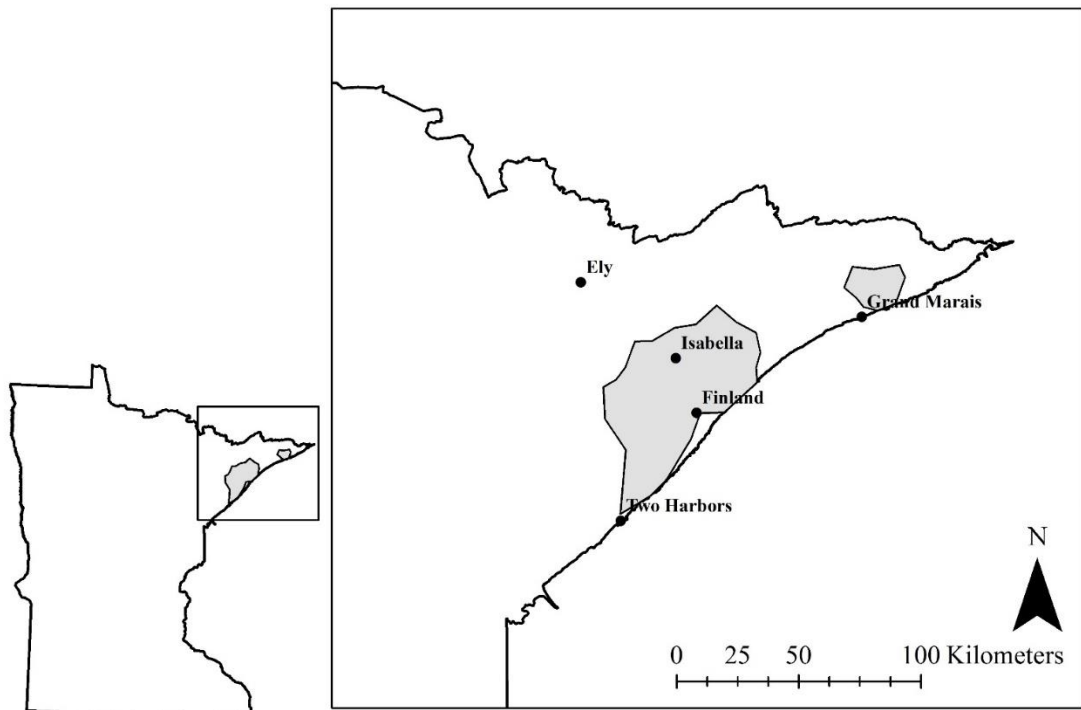 Ely
Grand Marais
Isabella
Finland
Two Harbors
N
0 25 50 100 Kilometers